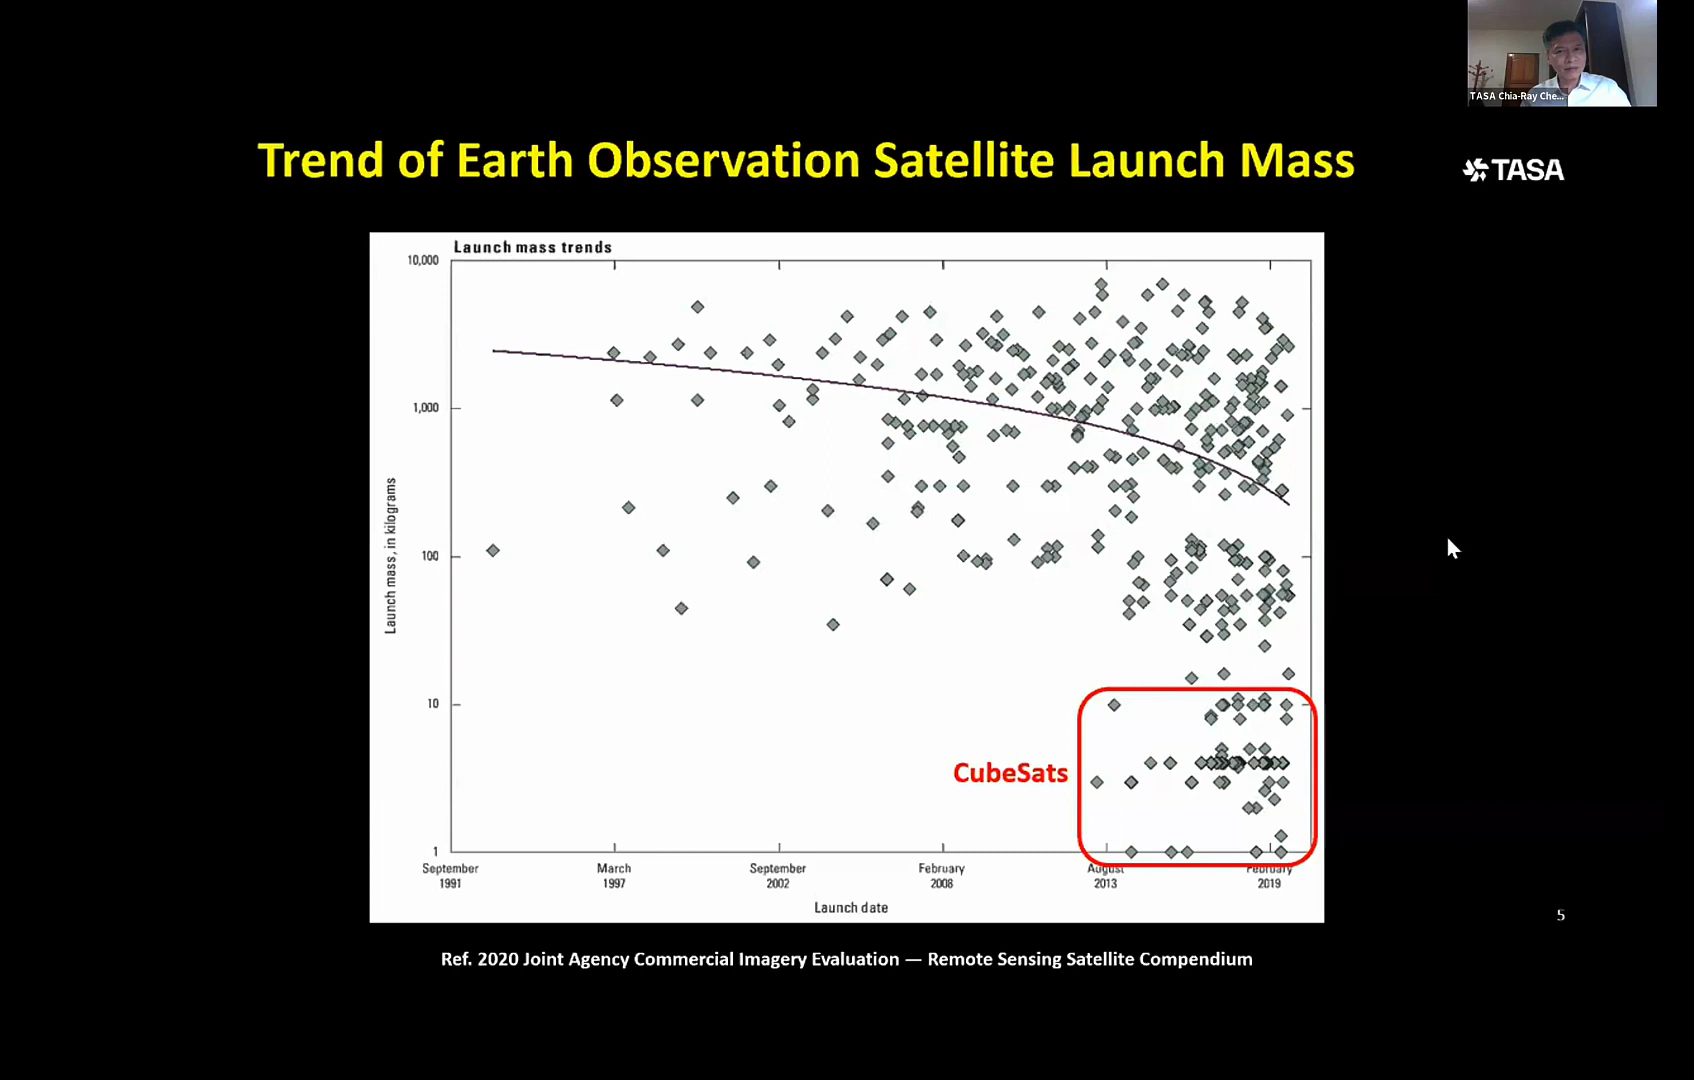 TASA Chia-Ray Che...
Trend of Earth Observation Satellite Launch Mass
TASA
Launch mass trends
10,000
1,000
100
10
1
Launch mass, in kilograms
CubeSats
September
1991
March
1997
September
2002
February
2008
August
2013
February
2019
Launch date
5
Ref. 2020 Joint Agency Commercial Imagery Evaluation — Remote Sensing Satellite Compendium